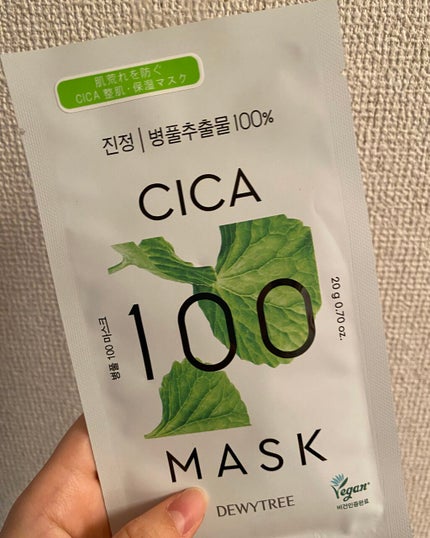 肌荒れを防ぐ
CICA 整肌・保湿マスク
진정|병풀추출물100%
CICA
100
병풀 100 마스크
20 g 0.70 oz.
MASK
DEWYTREE
Vegan
비건인증완료